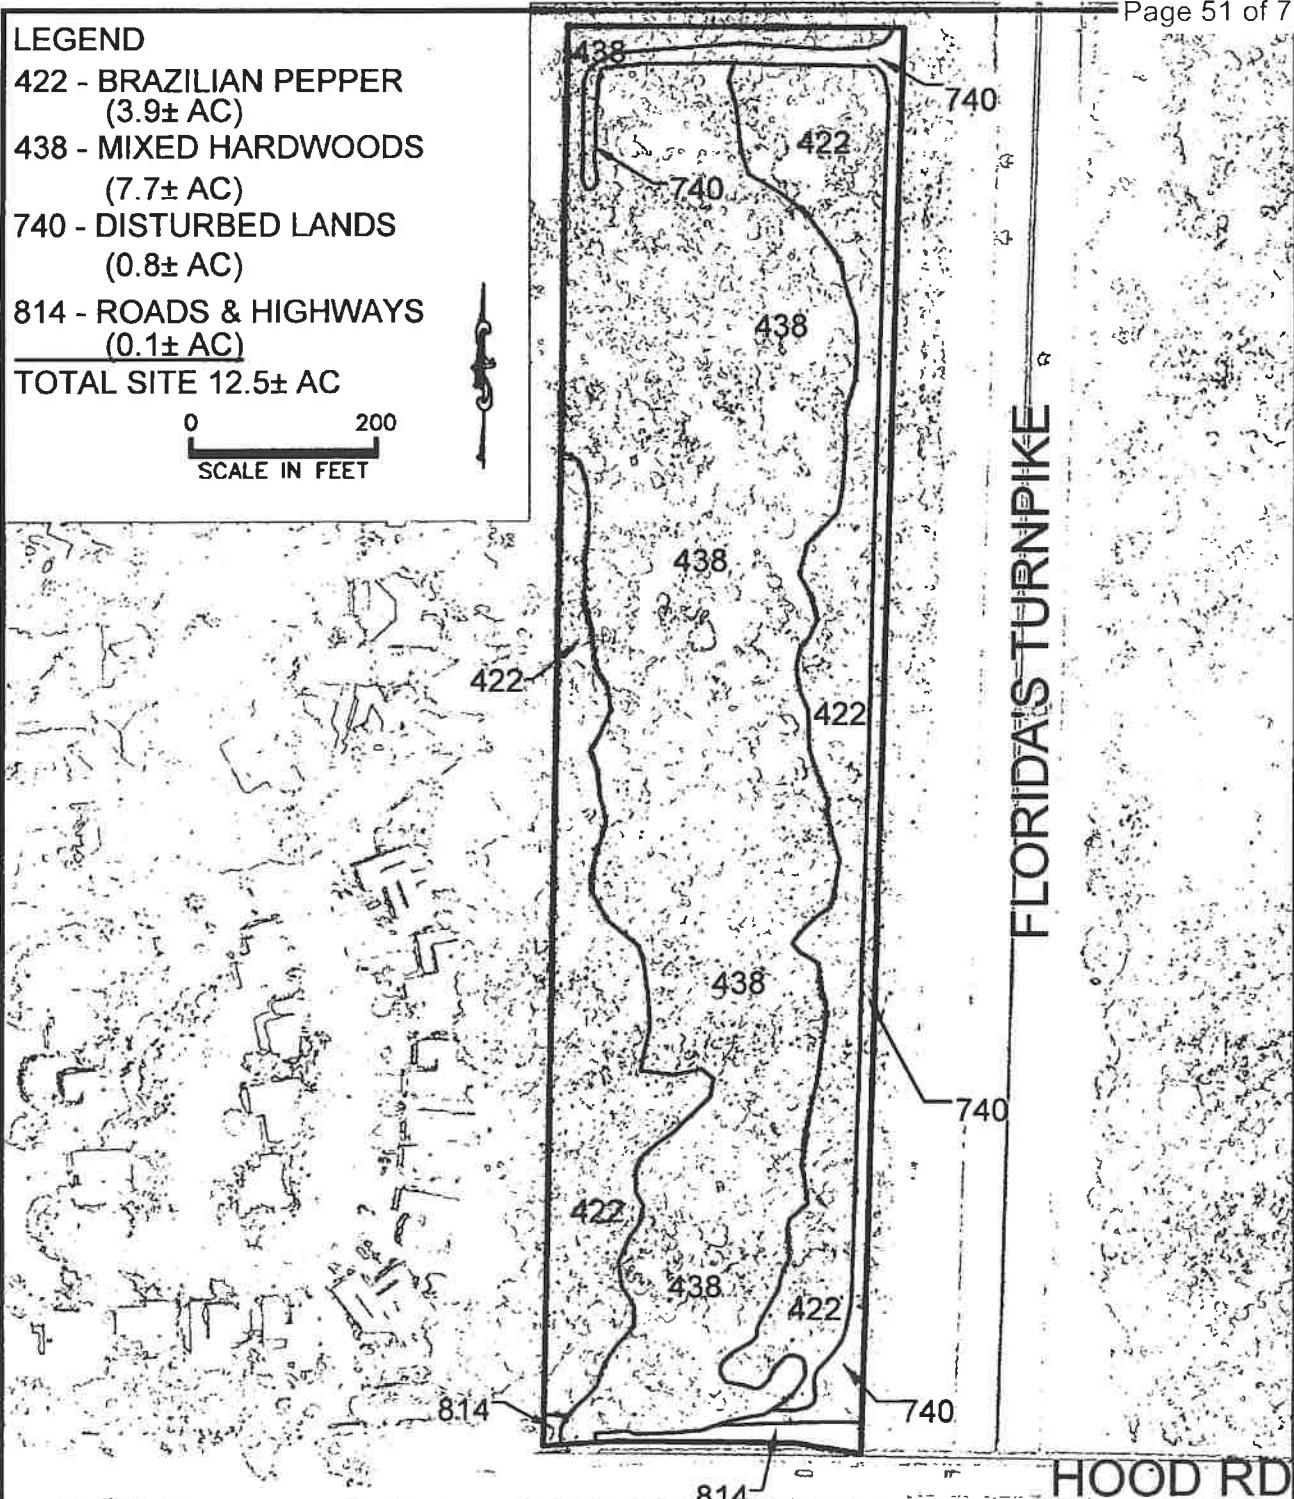 Page 51 of 7
LEGEND
422 - BRAZILIAN PEPPER
(3.9± AC)
438 - MIXED HARDWOODS
(7.7± AC)
740 - DISTURBED LANDS
(0.8± AC)
814 - ROADS & HIGHWAYS
(0.1± AC)
TOTAL SITE 12.5± AC
0 200
SCALE IN FEET
438
740
422
740
438
438
422
422
FLORIDA'S TURNPIKE
438
740
422
438
422
814
740
814
HOOD RD